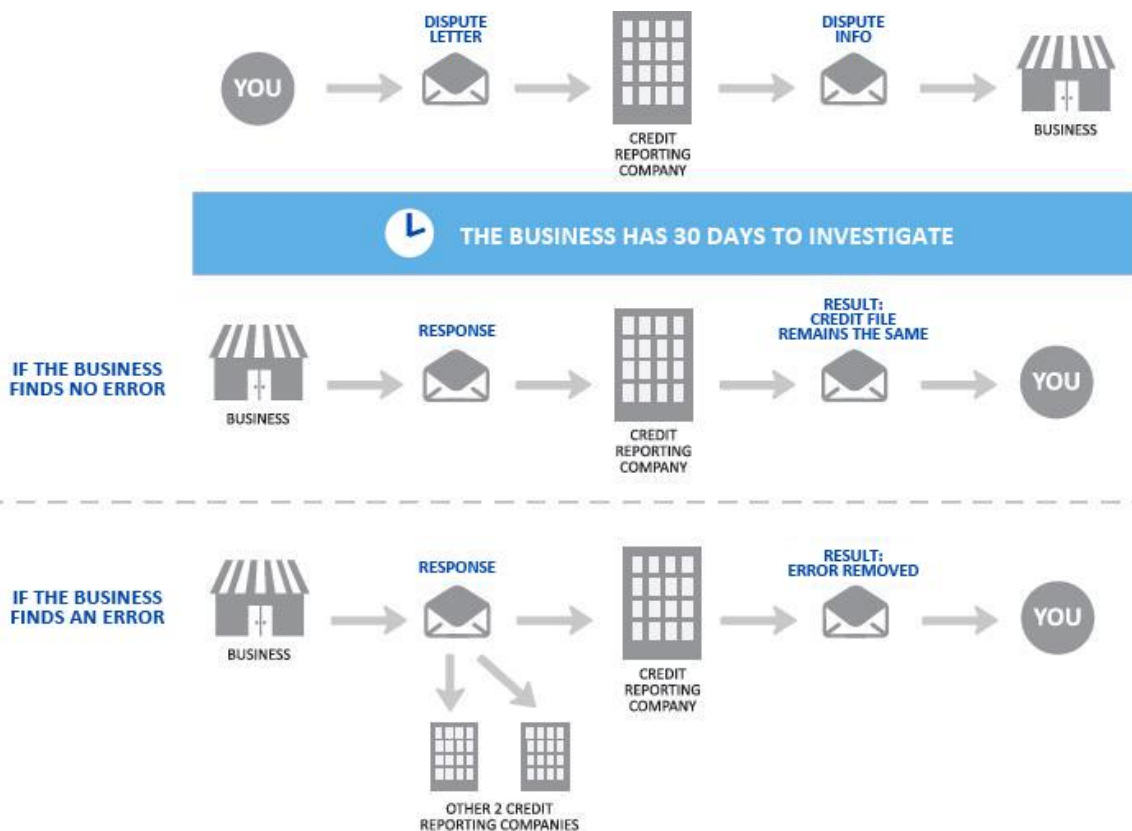 DISPUTE
LETTER
DISPUTE
INFO
YOU
CREDIT
REPORTING
COMPANY
BUSINESS
THE BUSINESS HAS 30 DAYS TO INVESTIGATE
IF THE BUSINESS
FINDS NO ERROR
BUSINESS
RESPONSE
CREDIT
REPORTING
COMPANY
RESULT:
CREDIT FILE
REMAINS THE SAME
YOU
IF THE BUSINESS
FINDS AN ERROR
BUSINESS
RESPONSE
OTHER 2 CREDIT
REPORTING COMPANIES
CREDIT
REPORTING
COMPANY
RESULT:
ERROR REMOVED
YOU